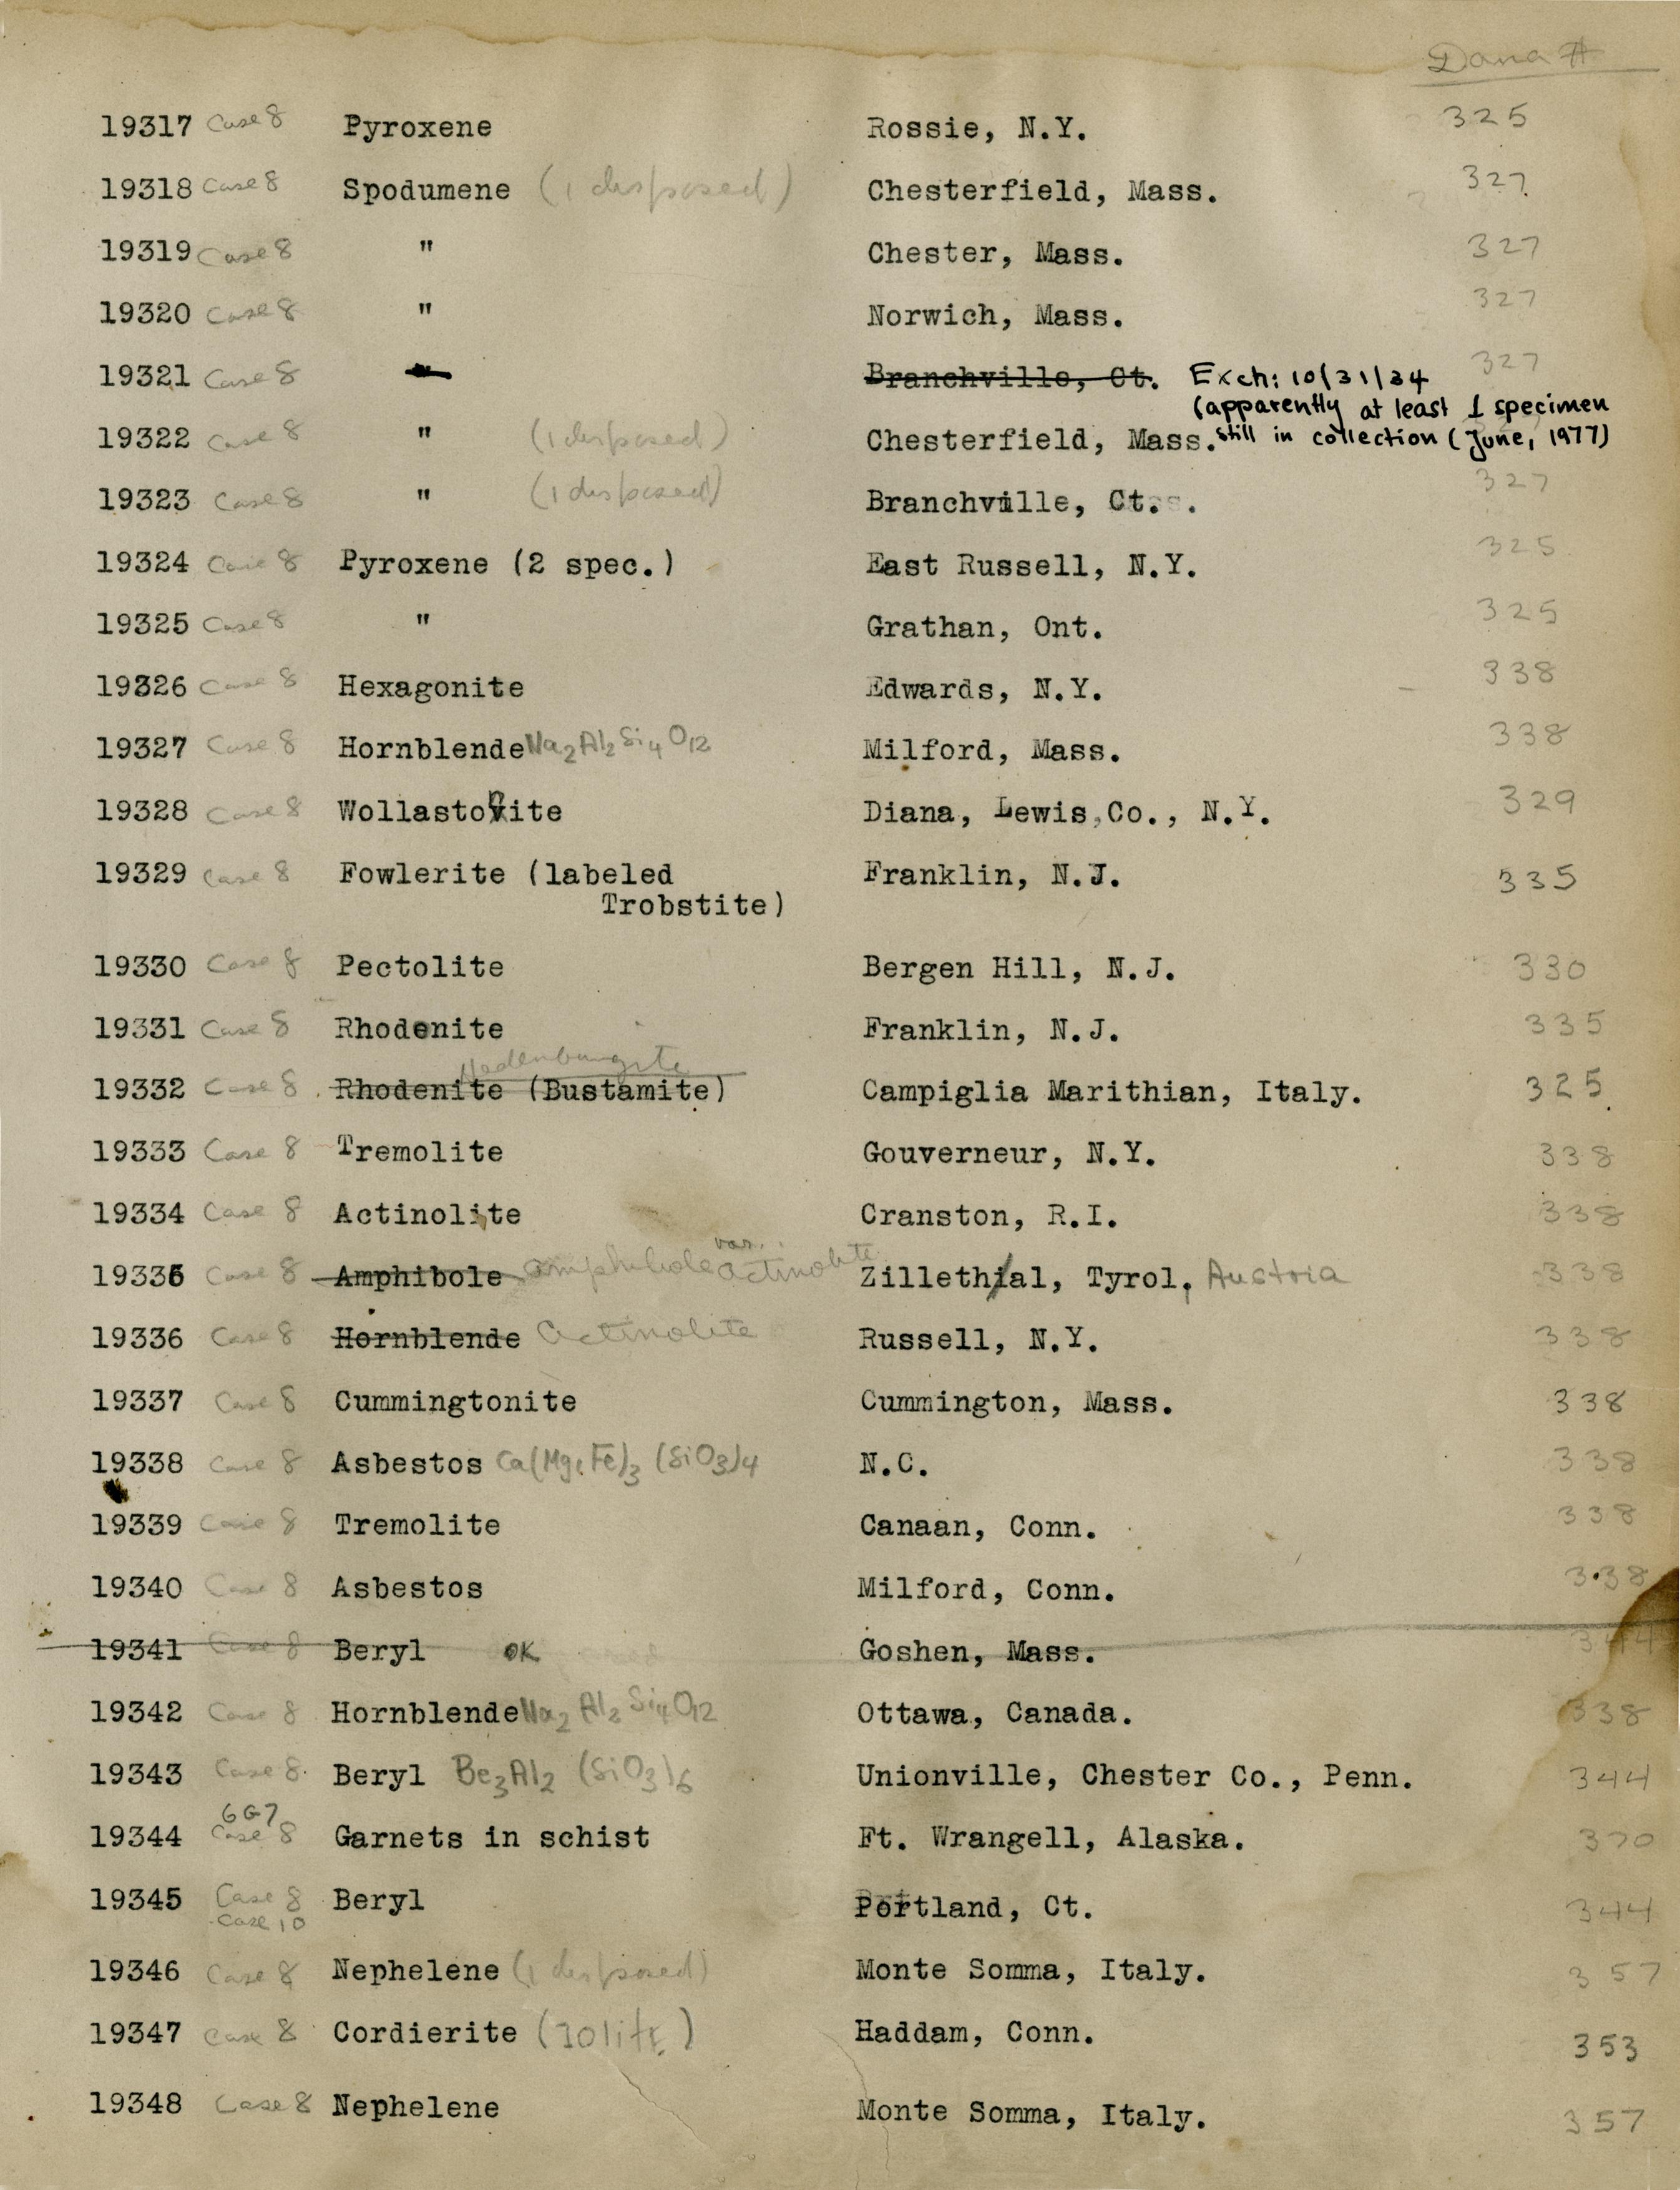 Dana #
19317 Case 8 Pyroxene Rossie, N.Y. 325
19318 Case 8 Spodumene (1 disposed) Chesterfield, Mass. 327
19319 Case 8 " Chester, Mass. 327
19320 Case 8 " Norwich, Mass. 327
19321 Case 8 " Branchville, Ct. Exch: 10/31/34 327
(apparently at least 1 specimen
19322 Case 8 " (1 disposed) Chesterfield, Mass. still in collection (June, 1977)
19323 Case 8 " (1 disposed) Branchville, Ct. 327
19324 Case 8 Pyroxene (2 spec.) East Russell, N.Y. 325
19325 Case 8 " Grathan, Ont. 325
19326 Case 8 Hexagonite Edwards, N.Y. 338
19327 Case 8 Hornblende Na2Al2Si4O12 Milford, Mass. 338
19328 Case 8 Wollastonite Diana, Lewis,Co., N.Y. 329
19329 Case 8 Fowlerite (labeled Franklin, N.J. 335
Trobstite)
19330 Case 8 Pectolite Bergen Hill, N.J. 330
19331 Case 8 Rhodenite Franklin, N.J. 335
Hedenburgite
19332 Case 8 Rhodenite (Bustamite) Campiglia Marithian, Italy. 325
19333 Case 8 Tremolite Gouverneur, N.Y. 338
19334 Case 8 Actinolite Cranston, R.I. 338
19335 Case 8 Amphibole amphibole var. actinolite Zillethal, Tyrol, Austria 338
19336 Case 8 Hornblende Actinolite Russell, N.Y. 338
19337 Case 8 Cummingtonite Cummington, Mass. 338
19338 Case 8 Asbestos Ca(Mg,Fe)3 (SiO3)4 N.C. 338
19339 Case 8 Tremolite Canaan, Conn. 338
19340 Case 8 Asbestos Milford, Conn. 338
19341 Case 8 Beryl OK Goshen, Mass. 344
19342 Case 8 Hornblende Na2 Al2 Si4O12 Ottawa, Canada. 338
19343 Case 8 Beryl Be3Al2 (SiO3)6 Unionville, Chester Co., Penn. 344
6G7
19344 Case 8 Garnets in schist Ft. Wrangell, Alaska. 370
19345 Case 8 Beryl Portland, Ct. 344
Case 10
19346 Case 8 Nephelene (1 disposed) Monte Somma, Italy. 357
19347 Case 8 Cordierite (Iolite) Haddam, Conn. 353
19348 Case 8 Nephelene Monte Somma, Italy. 357